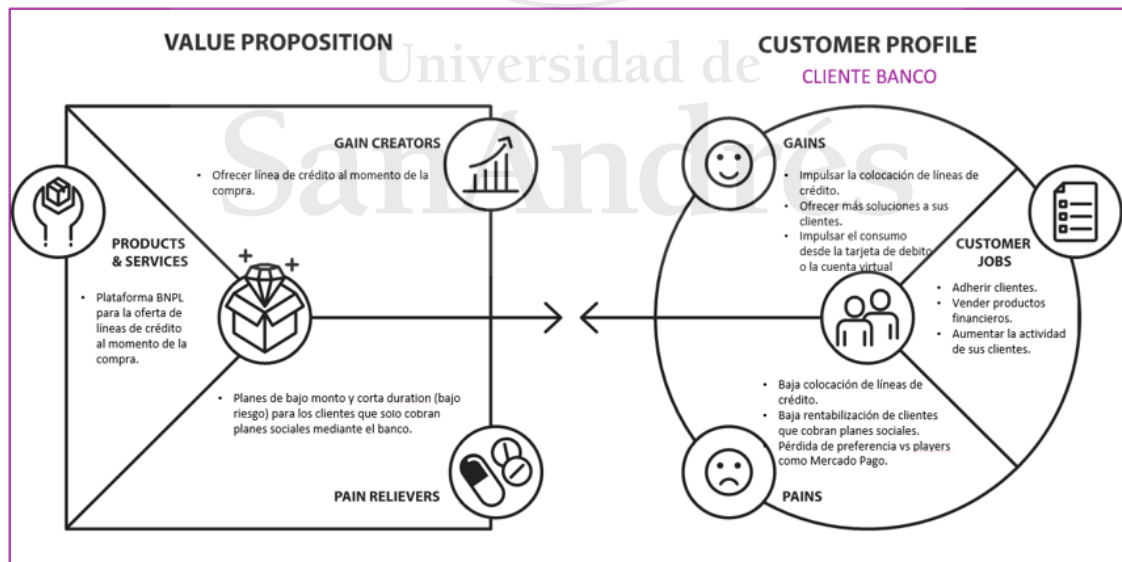 VALUE PROPOSITION
CUSTOMER PROFILE
CLIENTE BANCO
Universidad de
SanAndrés
GAIN CREATORS
• Ofrecer línea de crédito al momento de la
compra.
PRODUCTS
& SERVICES
• Plataforma BNPL
para la oferta de
líneas de crédito
al momento de la
compra.
• Planes de bajo monto y corta duration (bajo
riesgo) para los clientes que solo cobran
planes sociales mediante el banco.
PAIN RELIEVERS
GAINS
• Impulsar la colocación de líneas de
crédito.
• Ofrecer más soluciones a sus
clientes.
• Impulsar el consumo
desde la tarjeta de debito
o la cuenta virtual
CUSTOMER
JOBS
• Adherir clientes.
• Vender productos
financieros.
• Aumentar la actividad
de sus clientes.
• Baja colocación de líneas de
crédito.
• Baja rentabilización de clientes
que cobran planes sociales.
• Pérdida de preferencia vs players
como Mercado Pago.
PAINS